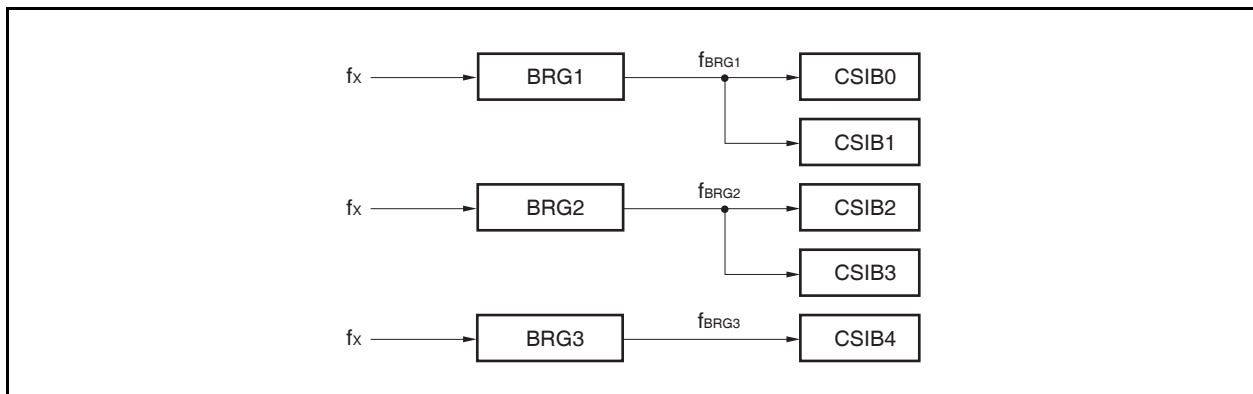 fX BRG1 fBRG1 CSIB0
CSIB1
fX BRG2 fBRG2 CSIB2
CSIB3
fX BRG3 fBRG3 CSIB4